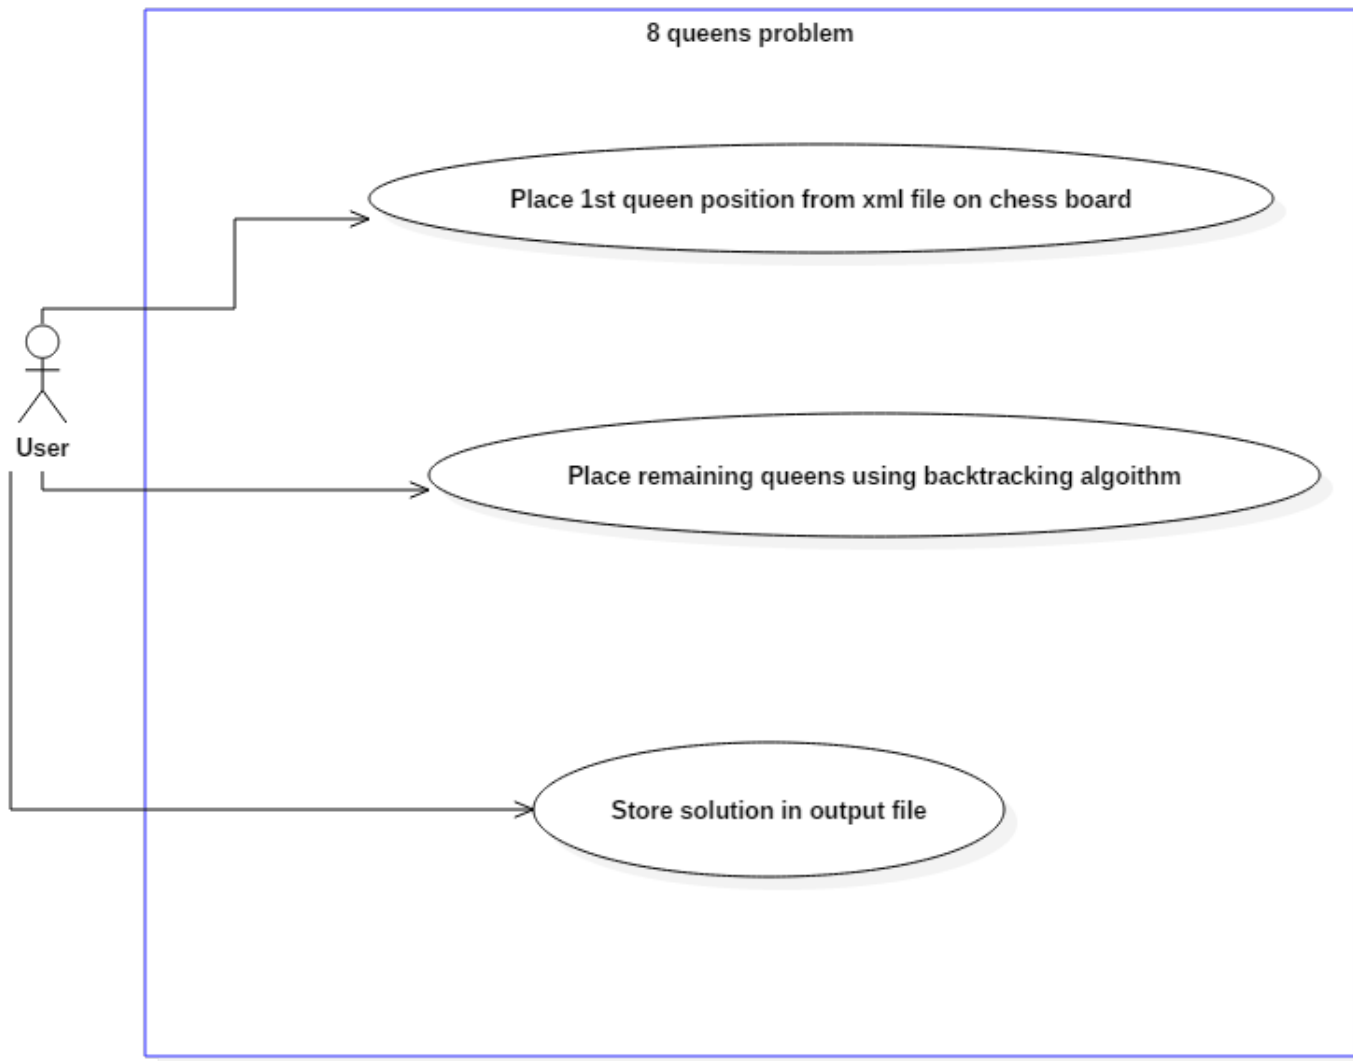 8 queens problem
Place 1st queen position from xml file on chess board
User
Place remaining queens using backtracking algoithm
Store solution in output file